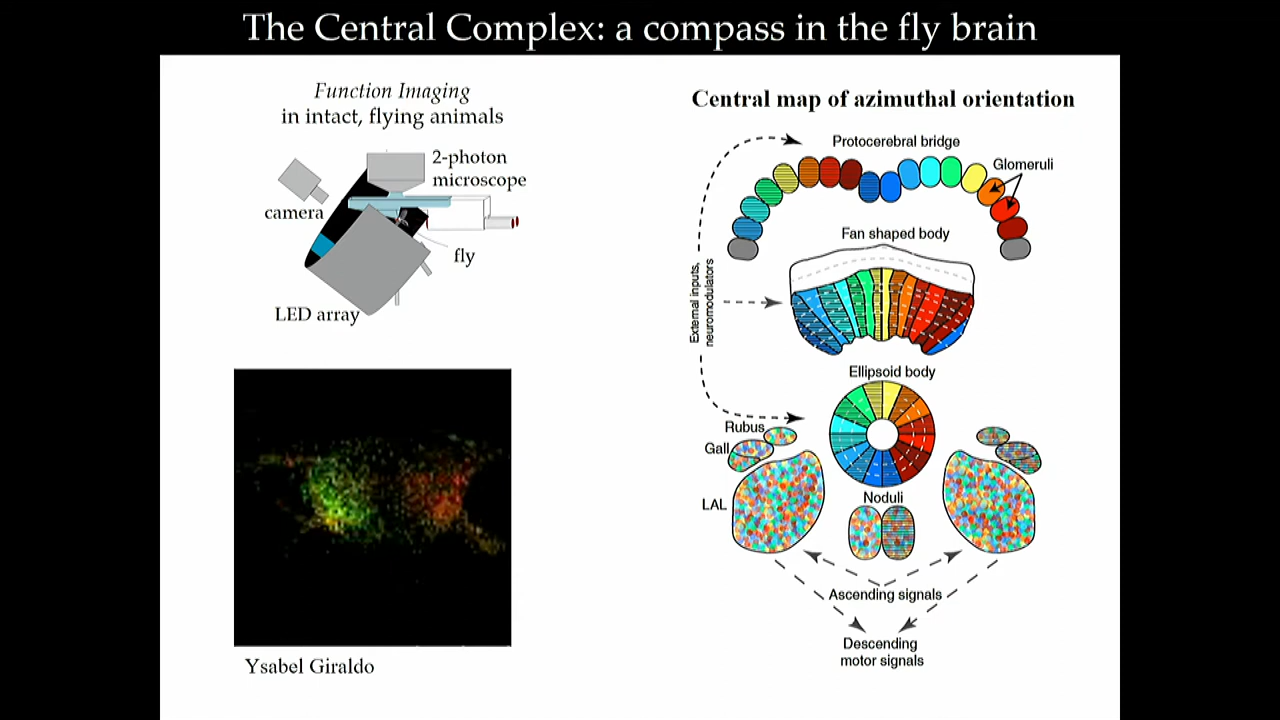 The Central Complex: a compass in the fly brain
Function Imaging
in intact, flying animals
2-photon
microscope
camera
fly
LED array
Ysabel Giraldo
Central map of azimuthal orientation
Protocerebral bridge
Glomeruli
Fan shaped body
External inputs,
neuromodulators
Ellipsoid body
Rubus
Gall
LAL
Noduli
Ascending signals
Descending
motor signals